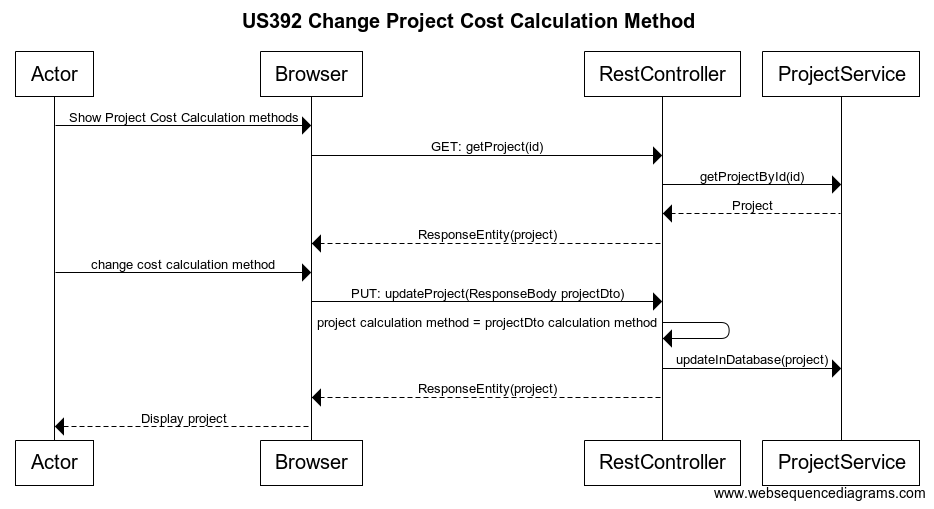 US392 Change Project Cost Calculation Method
Actor
Browser
RestController
ProjectService
Show Project Cost Calculation methods
GET: getProject(id)
getProjectById(id)
Project
ResponseEntity(project)
change cost calculation method
PUT: updateProject(ResponseBody projectDto)
project calculation method = projectDto calculation method
updateInDatabase(project)
ResponseEntity(project)
Display project
Actor
Browser
RestController
ProjectService
www.websequencediagrams.com